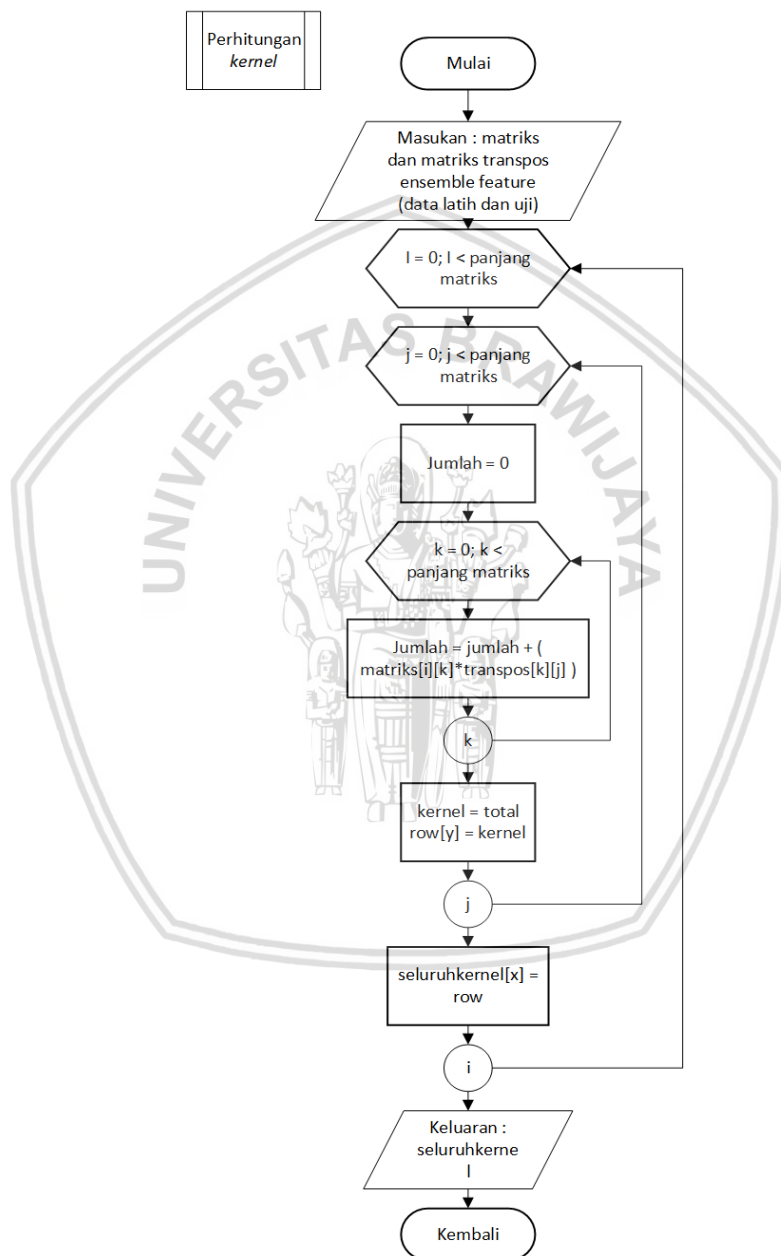 Perhitungan
kernel
Mulai
Masukan : matriks
dan matriks transpos
ensemble feature
(data latih dan uji)
I = 0; I < panjang
matriks
j = 0; j < panjang
matriks
Jumlah = 0
k = 0; k <
panjang matriks
Jumlah = jumlah + (
matriks[i][k]*transpos[k][j] )
k
kernel = total
row[y] = kernel
j
seluruhkernel[x] =
row
i
Keluaran :
seluruhkerne
l
Kembali
UNIVERSITAS BRAWIJAYA